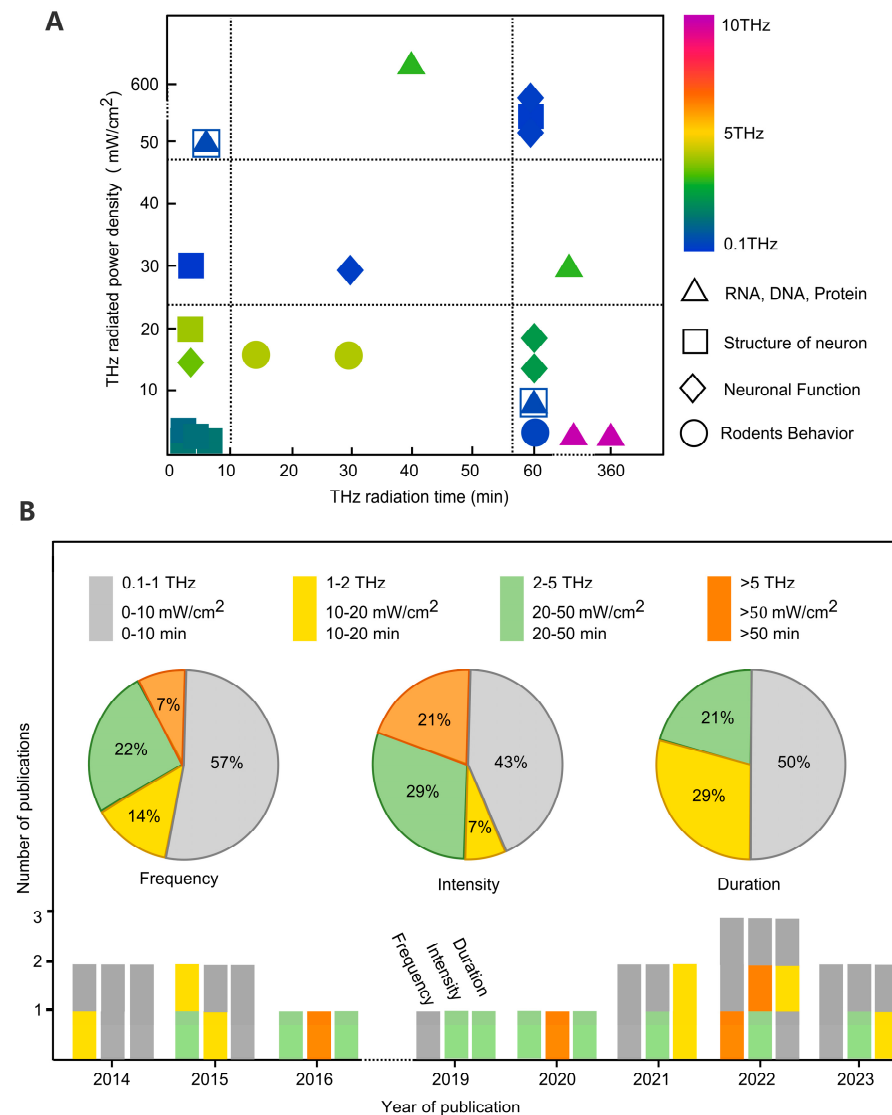 A
THz radiated power density ( mW/cm2)
600
50
40
30
20
10
0 10 20 30 40 50 60 360
THz radiation time (min)
10THz
5THz
0.1THz
RNA, DNA, Protein
Structure of neuron
Neuronal Function
Rodents Behavior
B
0.1-1 THz
0-10 mW/cm2
0-10 min
1-2 THz
10-20 mW/cm2
10-20 min
2-5 THz
20-50 mW/cm2
20-50 min
>5 THz
>50 mW/cm2
>50 min
7%
22%
57%
14%
Frequency
21%
43%
29%
7%
Intensity
21%
50%
29%
Duration
Number of publications
3
2
1
Frequency
Intensity
Duration
2014 2015 2016 2019 2020 2021 2022 2023
Year of publication